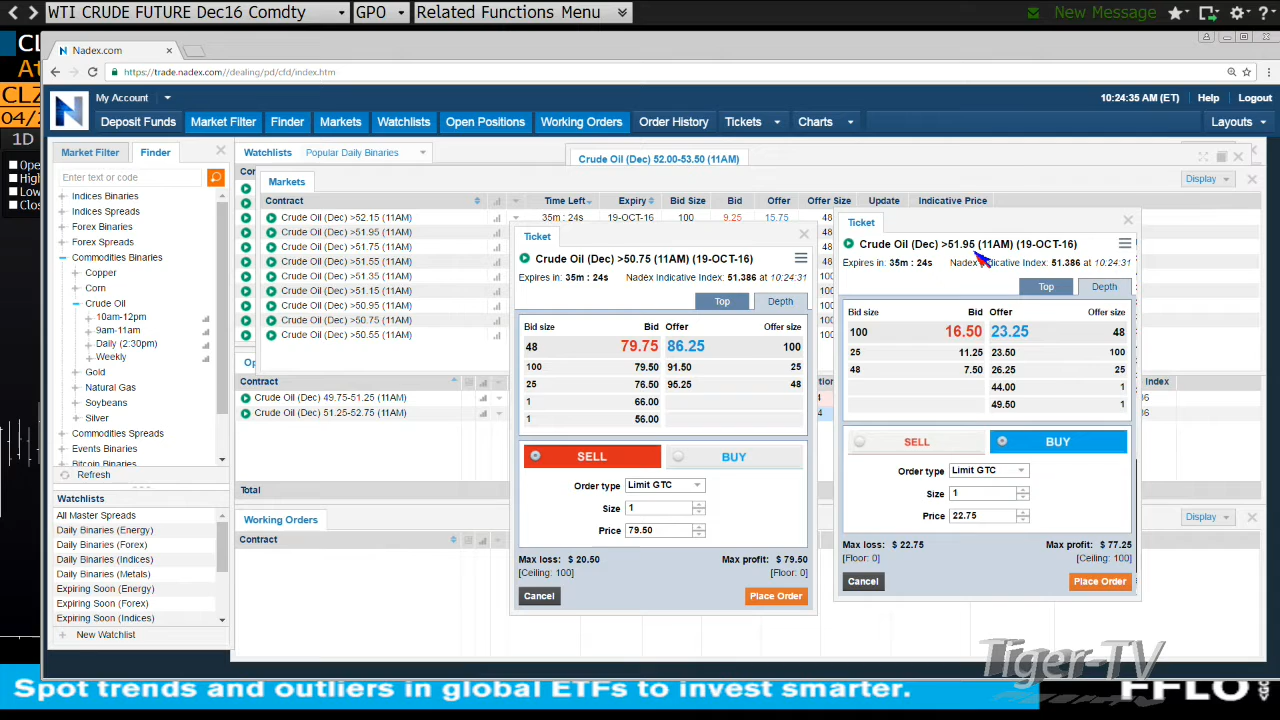 WTI CRUDE FUTURE Dec16 Comdty GPO Related Functions Menu New Message
Nadex.com
https://trade.nadex.com//dealing/pd/cfd/index.htm
My Account 10:24:35 AM (ET) Help Logout
Deposit Funds Market Filter Finder Markets Watchlists Open Positions Working Orders Order History Tickets Charts Layouts
Market Filter Finder
Enter text or code
Indices Binaries
Indices Spreads
Forex Binaries
Forex Spreads
Commodities Binaries
Copper
Corn
Crude Oil
10am-12pm
9am-11am
Daily (2:30pm)
Weekly
Gold
Natural Gas
Soybeans
Silver
Commodities Spreads
Events Binaries
Bitcoin Binaries
Refresh
Watchlists
All Master Spreads
Daily Binaries (Energy)
Daily Binaries (Forex)
Daily Binaries (Indices)
Daily Binaries (Metals)
Expiring Soon (Energy)
Expiring Soon (Forex)
Expiring Soon (Indices)
New Watchlist
Watchlists Popular Daily Binaries
Crude Oil (Dec) 52.00-53.50 (11AM)
Markets Display
Contract Time Left Expiry Bid Size Bid Offer Offer Size Update Indicative Price
Crude Oil (Dec) >52.15 (11AM) 35m : 24s 19-OCT-16 100 9.25 15.75 48
Crude Oil (Dec) >51.95 (11AM)
Crude Oil (Dec) >51.75 (11AM)
Crude Oil (Dec) >51.55 (11AM)
Crude Oil (Dec) >51.15 (11AM)
Crude Oil (Dec) >50.95 (11AM)
Crude Oil (Dec) >50.75 (11AM)
Crude Oil (Dec) >50.55 (11AM)
Contract Index
Crude Oil (Dec) 49.75-51.25 (11AM)
Crude Oil (Dec) 51.25-52.75 (11AM)
Total
Working Orders Display
Contract
Ticket
Crude Oil (Dec) >50.75 (11AM) (19-OCT-16)
Expires in: 35m : 24s Nadex Indicative Index: 51.386 at 10:24:31
Top Depth
Bid size Bid Offer Offer size
48 79.75 86.25 100
100 79.50 91.50 25
25 76.50 95.25 48
1 66.00
1 56.00
SELL BUY
Order type Limit GTC
Size 1
Price 79.50
Max loss: $ 20.50 Max profit: $ 79.50
[Ceiling: 100] [Floor: 0]
Cancel Place Order
Ticket
Crude Oil (Dec) >51.95 (11AM) (19-OCT-16)
Expires in: 35m : 24s Nadex Indicative Index: 51.386 at 10:24:31
Top Depth
Bid size Bid Offer Offer size
100 16.50 23.25 48
25 11.25 23.50 100
48 7.50 26.25 25
44.00 1
49.50 1
SELL BUY
Order type Limit GTC
Size 1
Price 22.75
Max loss: $ 22.75 Max profit: $ 77.25
[Floor: 0] [Ceiling: 100]
Cancel Place Order
Tiger-TV
Spot trends and outliers in global ETFs to invest smarter. FFLO